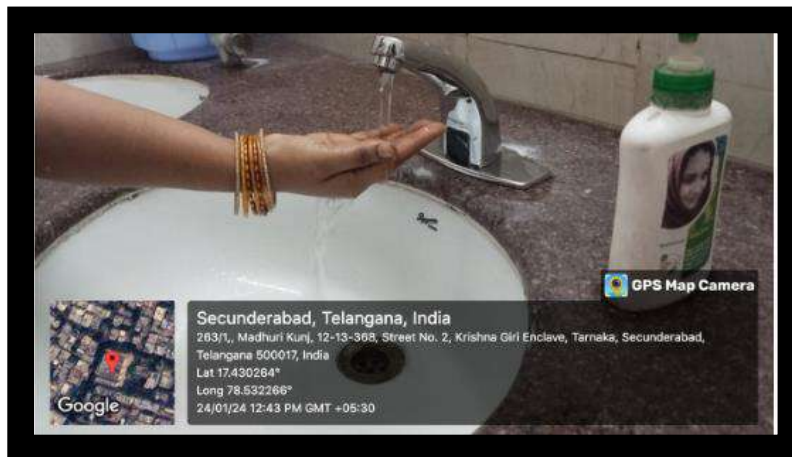 GPS Map Camera
Secunderabad, Telangana, India
263/1,, Madhuri Kunj, 12-13-368, Street No. 2, Krishna Giri Enclave, Tarnaka, Secunderabad,
Telangana 500017, India
Lat 17.430264°
Long 78.532266°
24/01/24 12:43 PM GMT +05:30
Google